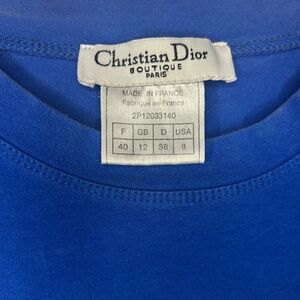 Christian Dior
BOUTIQUE
PARIS
MADE IN FRANCE
Fabriqué en France
2P12033140
F GB D USA
40 12 38 8